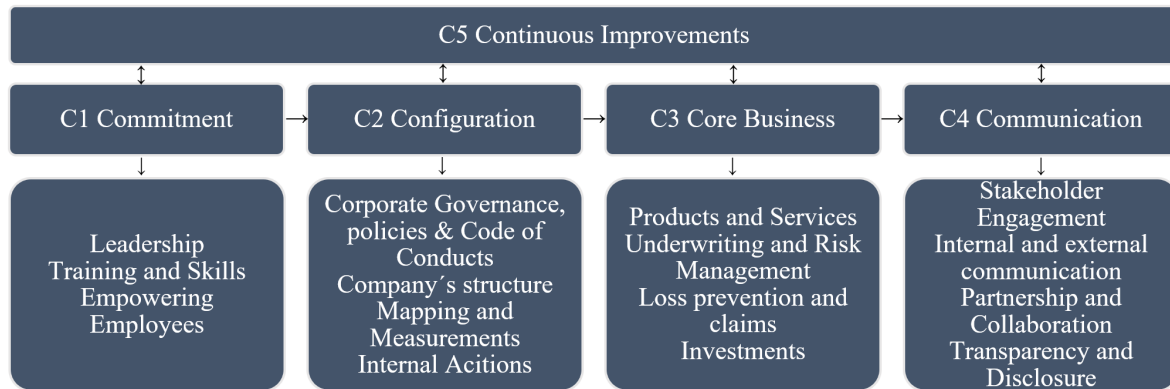 C5 Continuous Improvements
C1 Commitment
C2 Configuration
C3 Core Business
C4 Communication
Leadership
Training and Skills
Empowering
Employees
Corporate Governance,
policies & Code of
Conducts
Company´s structure
Mapping and
Measurements
Internal Acitions
Products and Services
Underwriting and Risk
Management
Loss prevention and
claims
Investments
Stakeholder
Engagement
Internal and external
communication
Partnership and
Collaboration
Transparency and
Disclosure